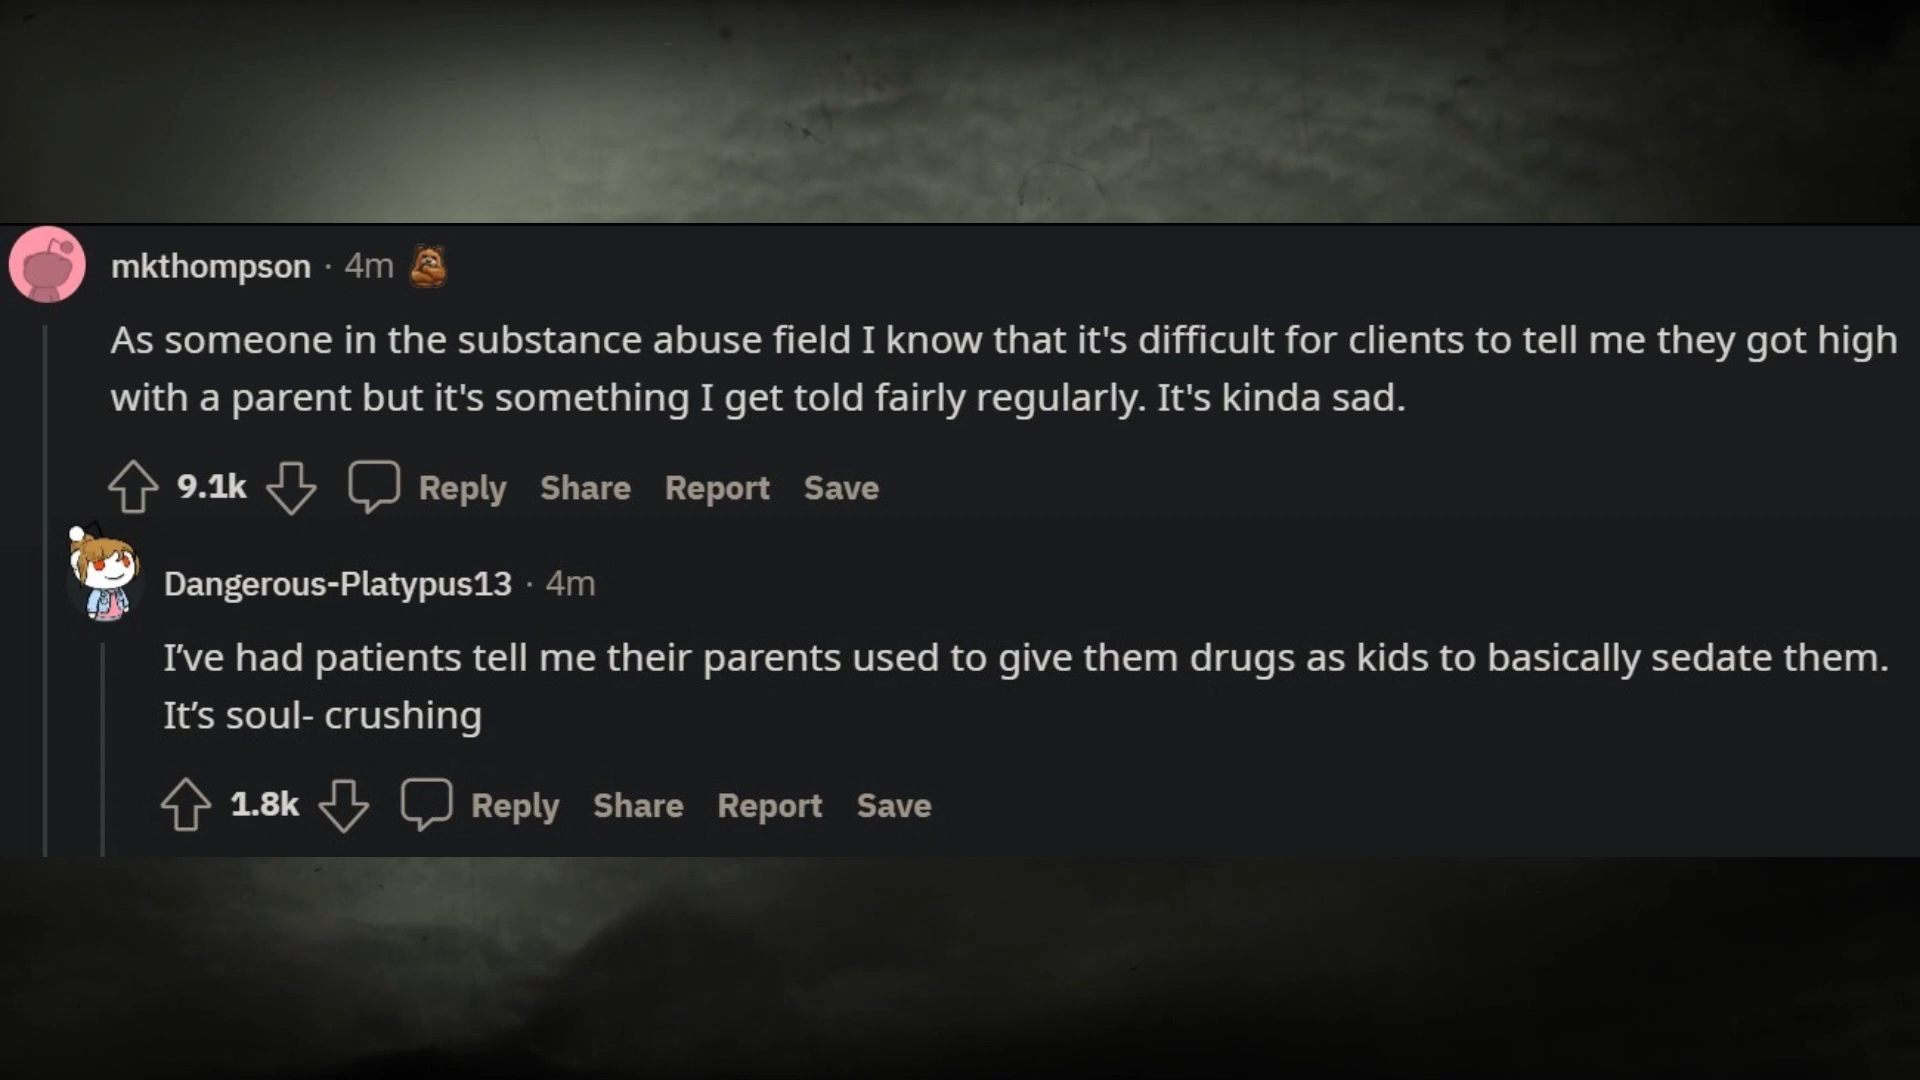 mkthompson · 4m
As someone in the substance abuse field I know that it's difficult for clients to tell me they got high
with a parent but it's something I get told fairly regularly. It's kinda sad.
9.1k Reply Share Report Save
Dangerous-Platypus13 · 4m
I’ve had patients tell me their parents used to give them drugs as kids to basically sedate them.
It’s soul- crushing
1.8k Reply Share Report Save